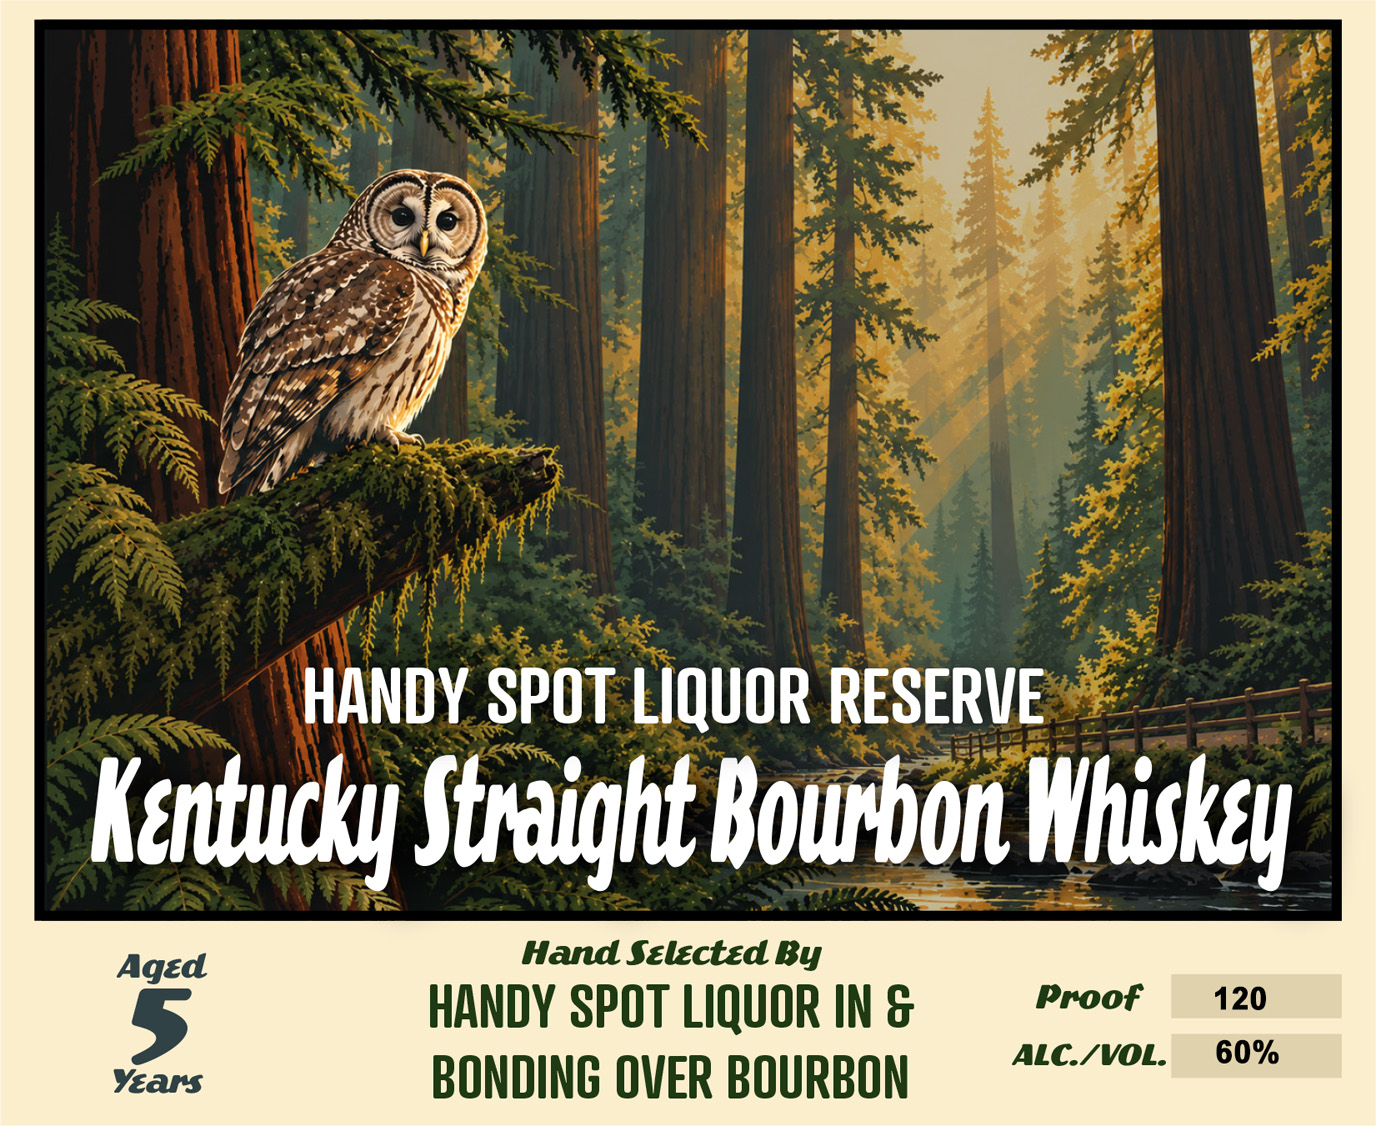 HANDY SPOT LIQUOR RESERVE
Kentucky Straight Bourbon Whiskey
Aged
5
Years
Hand Selected By
HANDY SPOT LIQUOR IN &
BONDING OVER BOURBON
Proof 120
ALC./VOL. 60%